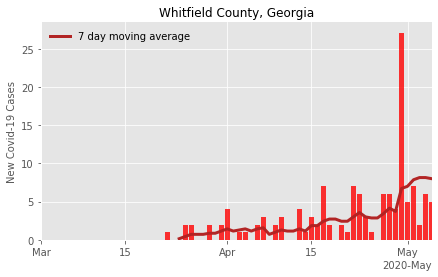 Whitfield County, Georgia
7 day moving average
New Covid-19 Cases
25
20
15
10
5
0
Mar 15 Apr 15 May
2020-May